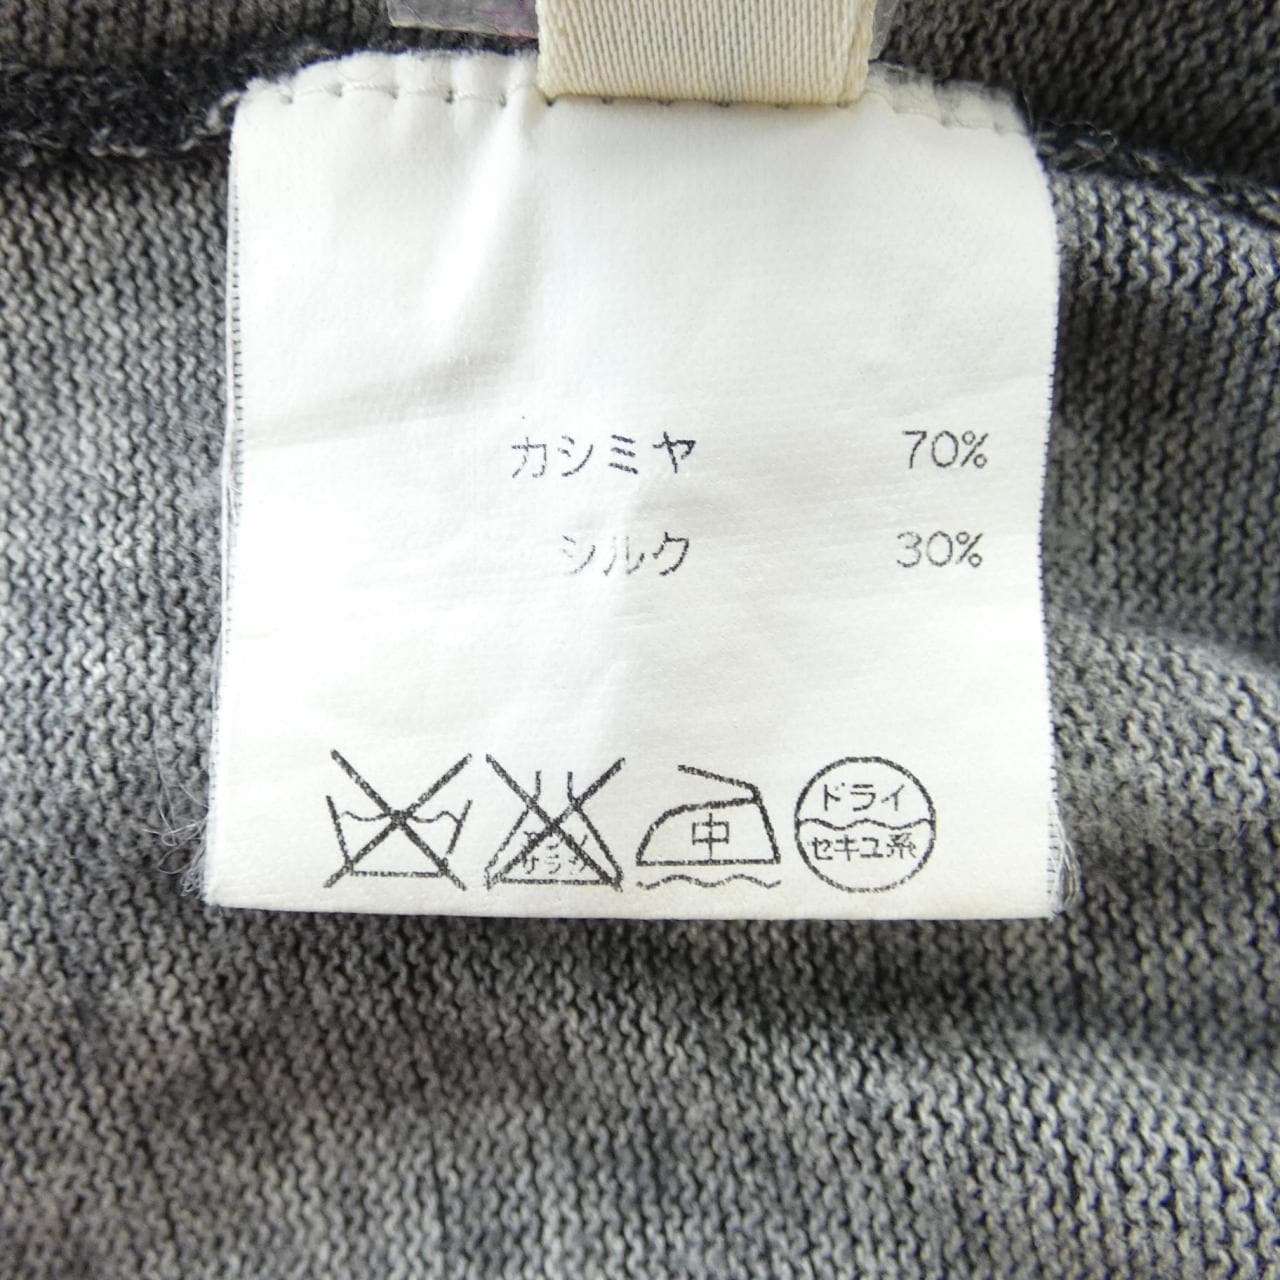 カシミヤ 70%
シルク 30%
中
ドライ
セキユ系